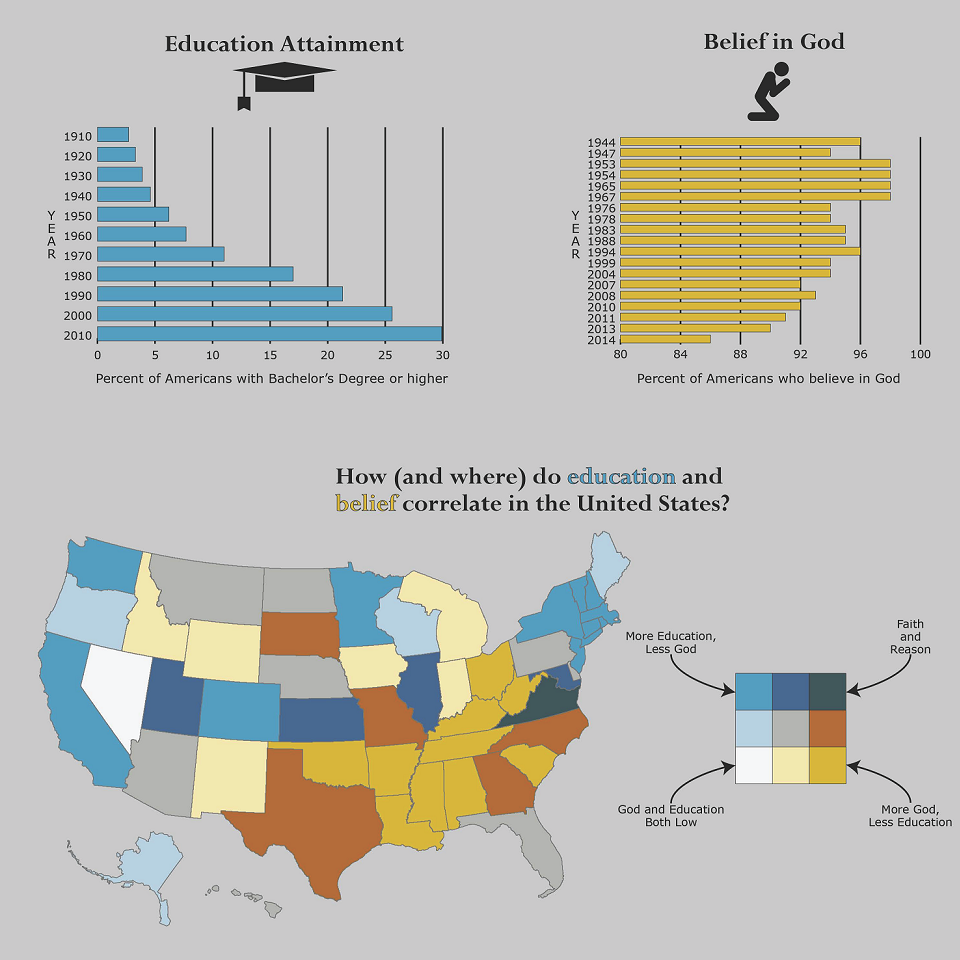 Education Attainment
1910
1920
1930
1940
1950
1960
1970
1980
1990
2000
2010
YEAR
0 5 10 15 20 25 30
Percent of Americans with Bachelor's Degree or higher
Belief in God
1944
1947
1953
1954
1965
1967
1976
1978
1983
1988
1994
1999
2004
2007
2008
2010
2011
2013
2014
YEAR
80 84 88 92 96 100
Percent of Americans who believe in God
How (and where) do education and
belief correlate in the United States?
More Education,
Less God
Faith
and
Reason
God and Education
Both Low
More God,
Less Education